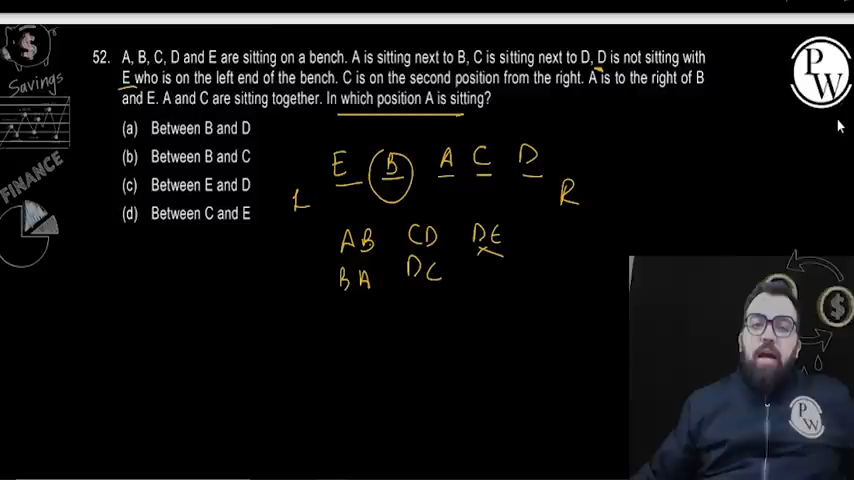 $
Savings
FINANCE
52. A, B, C, D and E are sitting on a bench. A is sitting next to B, C is sitting next to D, D is not sitting with
E who is on the left end of the bench. C is on the second position from the right. A is to the right of B
and E. A and C are sitting together. In which position A is sitting?
(a) Between B and D
(b) Between B and C
(c) Between E and D
(d) Between C and E
E B A C D
L R
AB CD DE
BA DC
PW
$
PW